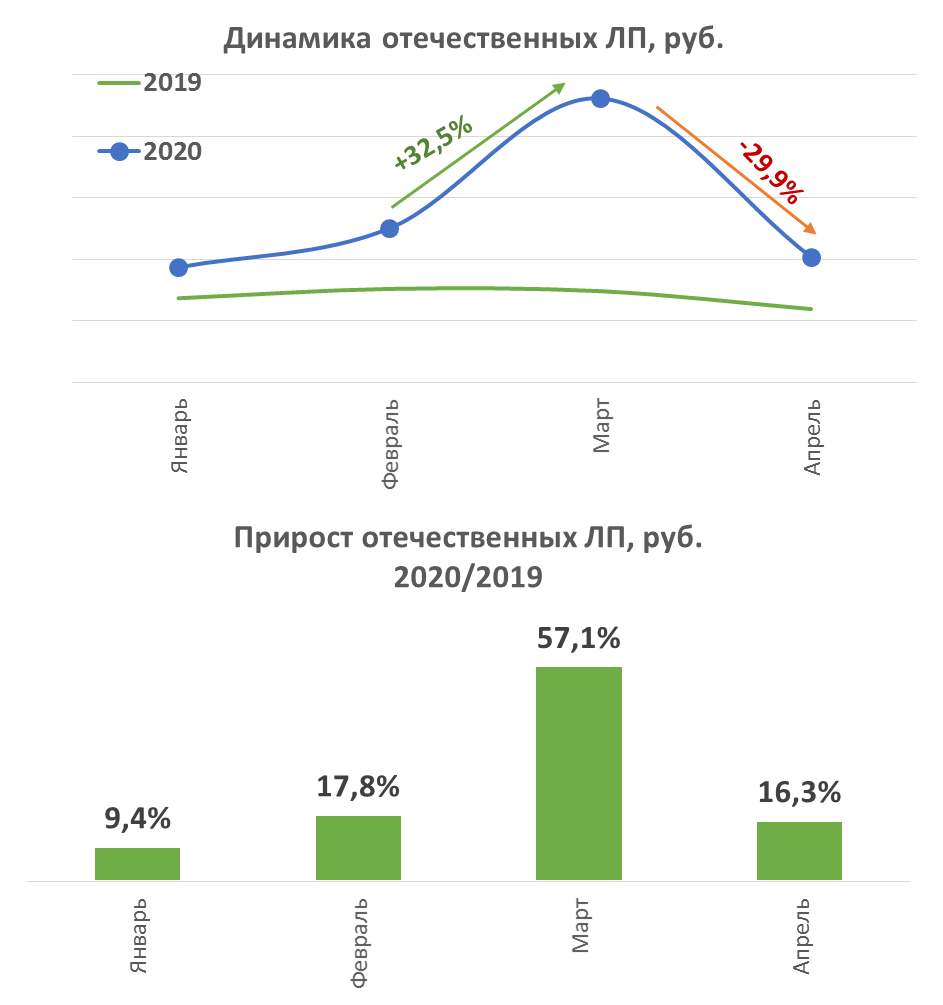 Динамика отечественных ЛП, руб.
2019
2020
+32,5%
-29,9%
Январь
Февраль
Март
Апрель
Прирост отечественных ЛП, руб.
2020/2019
9,4%
17,8%
57,1%
16,3%
Январь
Февраль
Март
Апрель